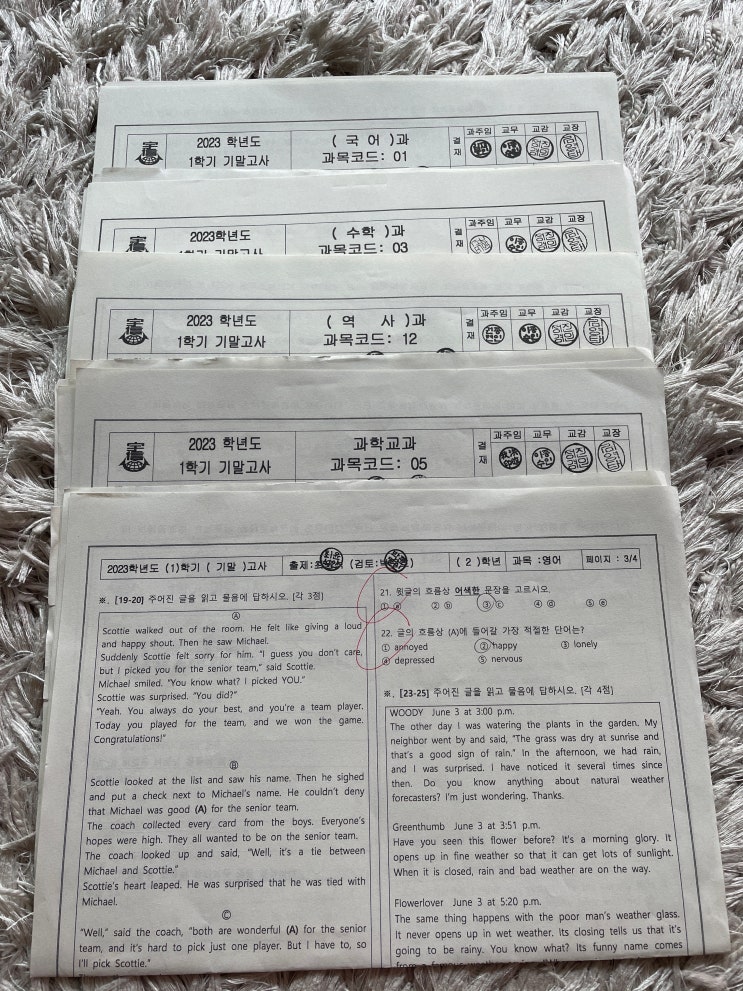 2023 학년도
1학기 기말고사
( 국 어 )과
과목코드: 01
결재
과주임 교무 교감 교장
2023학년도
1학기 기말고사
( 수학 )과
과목코드: 03
결재
과주임 교무 교감 교장
2023 학년도
1학기 기말고사
( 역 사 )과
과목코드: 12
결재
과주임 교무 교감 교장
2023 학년도
1학기 기말고사
과학교과
과목코드: 05
결재
과주임 교무 교감 교장
2023학년도 (1)학기 ( 기말 )고사 출제: (검토: ) ( 2 )학년 과목 :영어 페이지 : 3/4
※. [19-20] 주어진 글을 읽고 물음에 답하시오. [각 3점]
Ⓐ
Scottie walked out of the room. He felt like giving a loud
and happy shout. Then he saw Michael.
Suddenly Scottie felt sorry for him. "I guess you don't care,
but I picked you for the senior team," said Scottie.
Michael smiled. "You know what? I picked YOU."
Scottie was surprised. "You did?"
"Yeah. You always do your best, and you're a team player.
Today you played for the team, and we won the game.
Congratulations!"
Ⓑ
Scottie looked at the list and saw his name. Then he sighed
and put a check next to Michael's name. He couldn't deny
that Michael was good (A) for the senior team.
The coach collected every card from the boys. Everyone's
hopes were high. They all wanted to be on the senior team.
The coach looked up and said, "Well, it's a tie between
Michael and Scottie."
Scottie's heart leaped. He was surprised that he was tied with
Michael.
Ⓒ
"Well," said the coach, "both are wonderful (A) for the senior
team, and it's hard to pick just one player. But I have to, so
I'll pick Scottie."
21. 윗글의 흐름상 어색한 문장을 고르시오.
① ⓐ ② ⓑ ③ ⓒ ④ ⓓ ⑤ ⓔ
22. 글의 흐름상 (A)에 들어갈 가장 적절한 단어는?
① annoyed ② happy ③ lonely
④ depressed ⑤ nervous
※. [23-25] 주어진 글을 읽고 물음에 답하시오. [각 4점]
WOODY June 3 at 3:00 p.m.
The other day I was watering the plants in the garden. My
neighbor went by and said, "The grass was dry at sunrise and
that's a good sign of rain." In the afternoon, we had rain,
and I was surprised. I have noticed it several times since
then. Do you know anything about natural weather
forecasters? I'm just wondering. Thanks.
Greenthumb June 3 at 3:51 p.m.
Have you seen this flower before? It's a morning glory. It
opens up in fine weather so that it can get lots of sunlight.
When it is closed, rain and bad weather are on the way.
Flowerlover June 3 at 5:20 p.m.
The same thing happens with the poor man's weather glass.
It never opens up in wet weather. Its closing tells us that it's
going to be rainy. You know what? Its funny name comes
from a famous